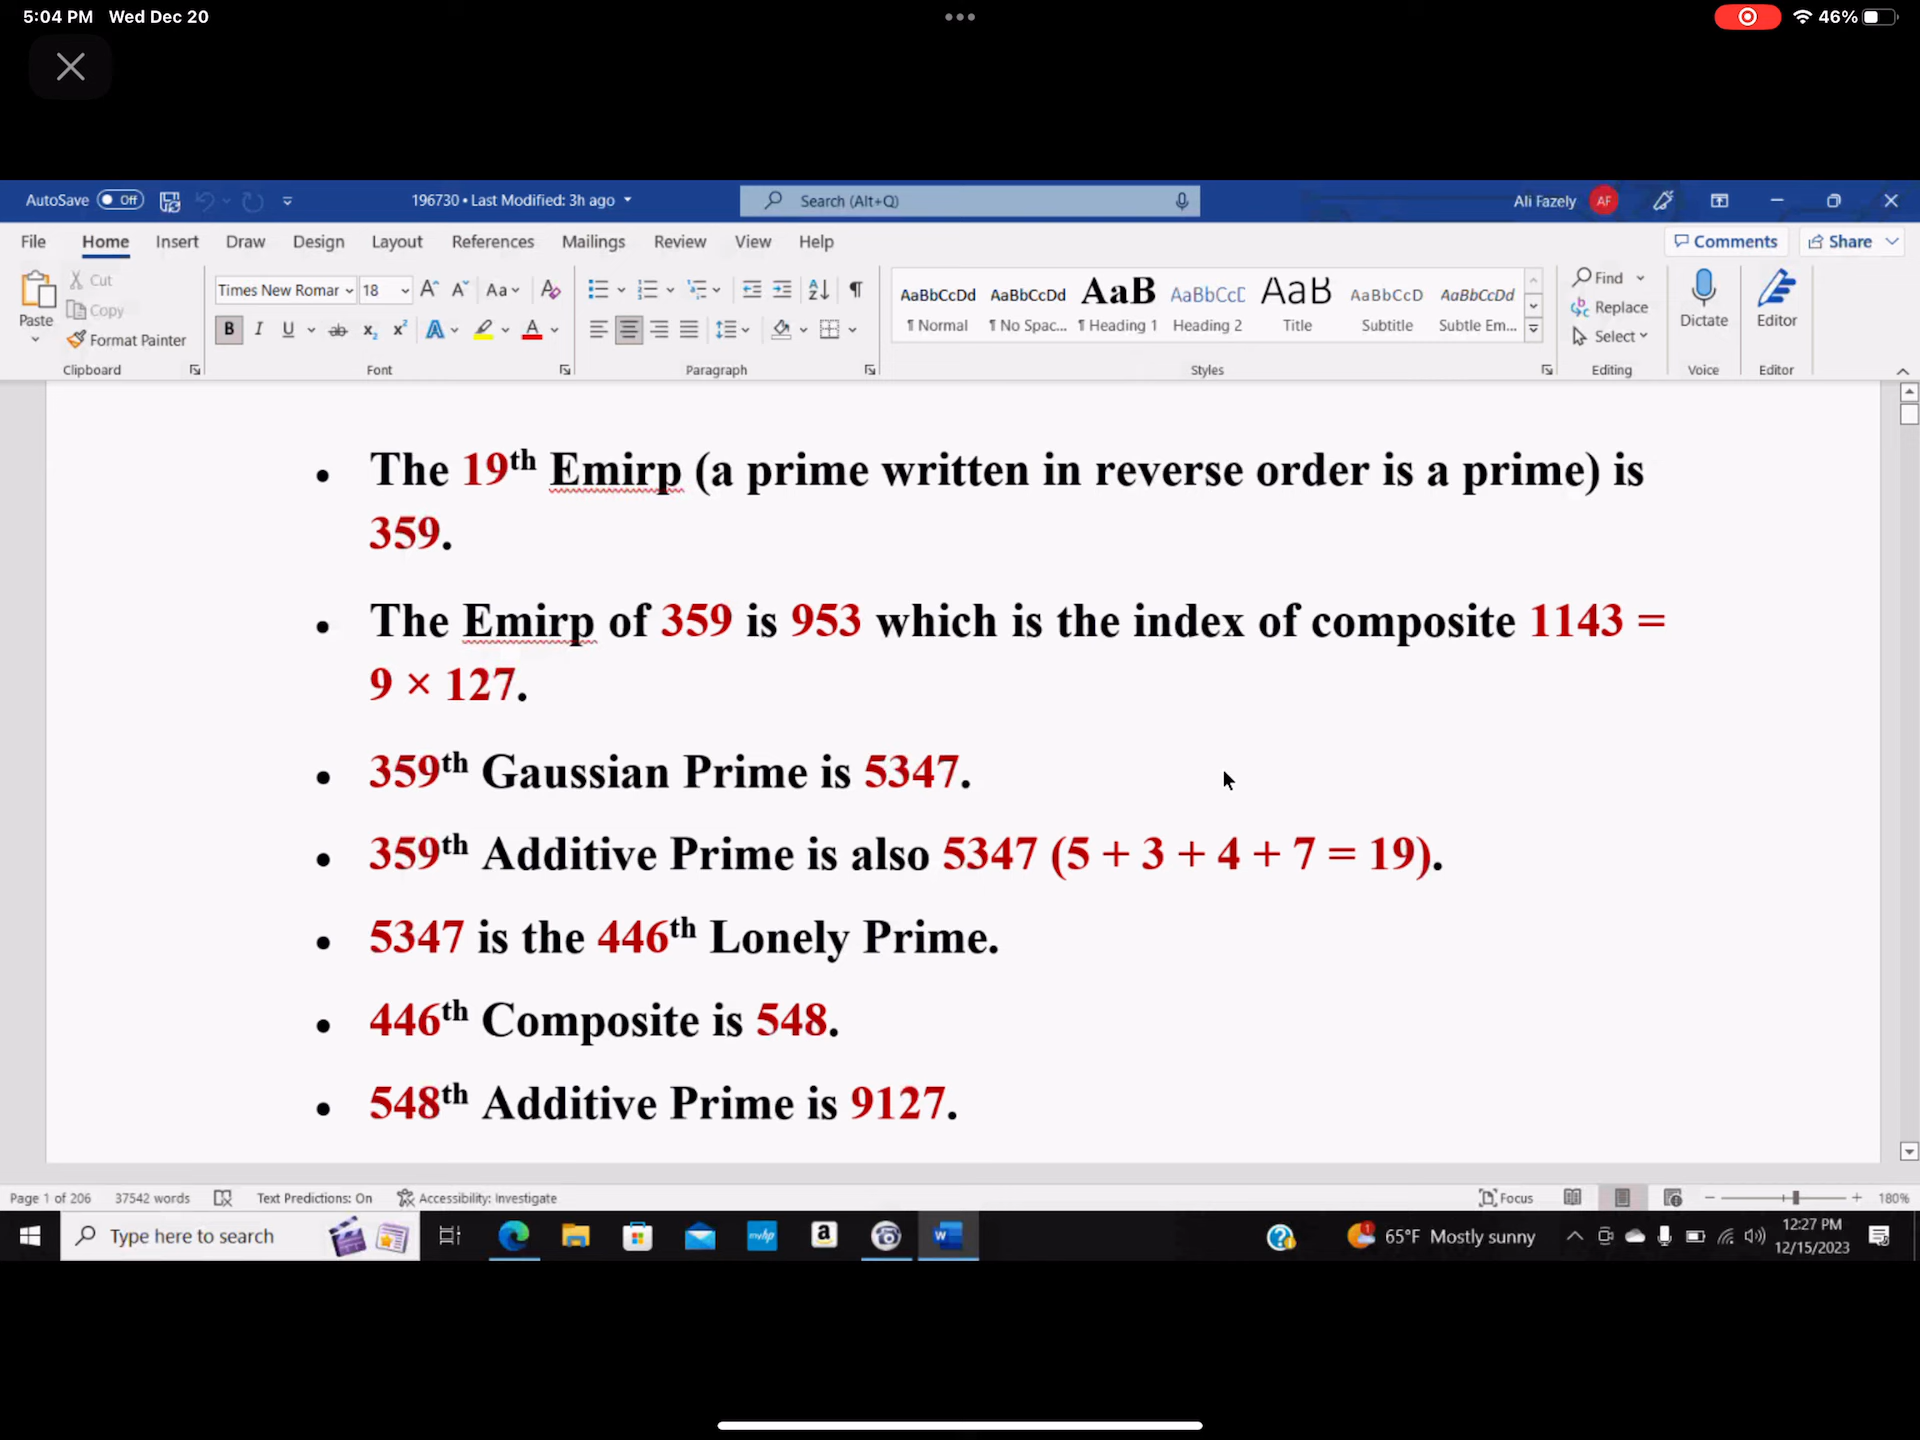 5:04 PM Wed Dec 20
46%
AutoSave Off 196730 • Last Modified: 3h ago Search (Alt+Q) Ali Fazely AF
File Home Insert Draw Design Layout References Mailings Review View Help Comments Share
Paste Cut Copy Format Painter
Times New Romar 18 Aa
B I U ab x₂ x² A A
AaBbCcDd AaBbCcDd AaB AaBbCcC AaB AaBbCcD AaBbCcDd
¶ Normal ¶ No Spac... ¶ Heading 1 Heading 2 Title Subtitle Subtle Em...
Find Replace Select Dictate Editor
Clipboard Font Paragraph Styles Editing Voice Editor
• The 19th Emirp (a prime written in reverse order is a prime) is
359.
• The Emirp of 359 is 953 which is the index of composite 1143 =
9 × 127.
• 359th Gaussian Prime is 5347.
• 359th Additive Prime is also 5347 (5 + 3 + 4 + 7 = 19).
• 5347 is the 446th Lonely Prime.
• 446th Composite is 548.
• 548th Additive Prime is 9127.
Page 1 of 206 37542 words Text Predictions: On Accessibility: Investigate Focus 180%
Type here to search myhp a W 65°F Mostly sunny 12:27 PM
12/15/2023